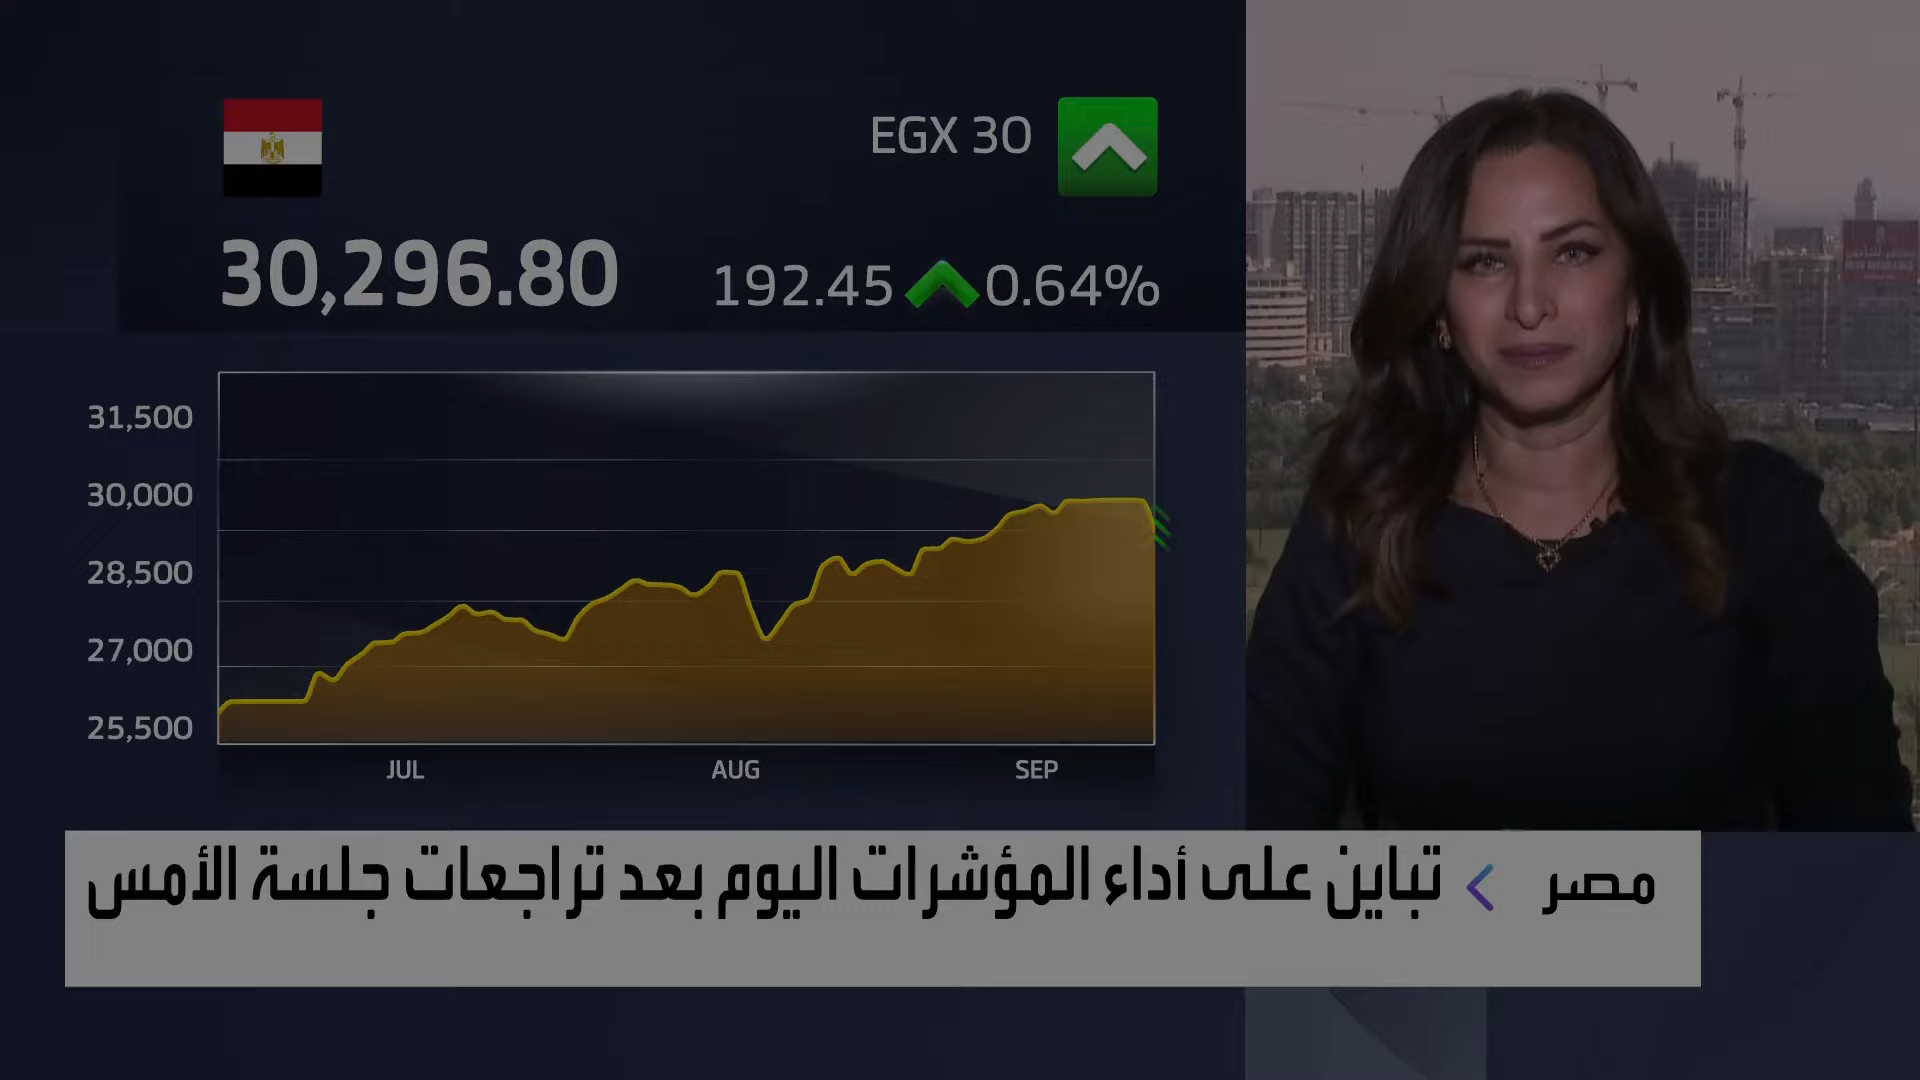 EGX 30
30,296.80
192.45 0.64%
31,500
30,000
28,500
27,000
25,500
JUL AUG SEP
مصر تباين على أداء المؤشرات اليوم بعد تراجعات جلسة الأمس